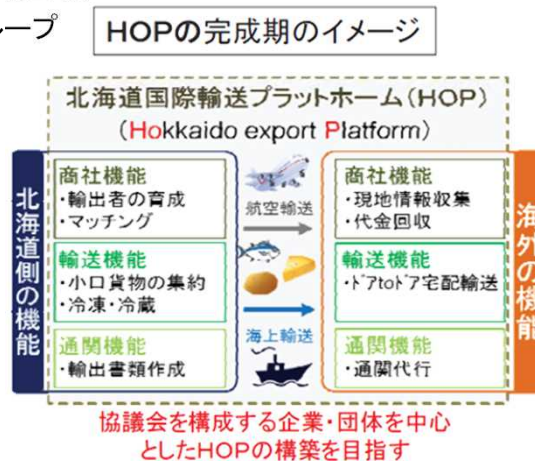 ループ
HOPの完成期のイメージ
北海道国際輸送プラットホーム(HOP)
(Hokkaido export Platform)
北海道側の機能
商社機能
・輸出者の育成
・マッチング
輸送機能
・小口貨物の集約
・冷凍・冷蔵
通関機能
・輸出書類作成
航空輸送
海上輸送
商社機能
・現地情報収集
・代金回収
輸送機能
・ドアtoドア宅配輸送
通関機能
・通関代行
海外の機能
協議会を構成する企業・団体を中心
としたHOPの構築を目指す